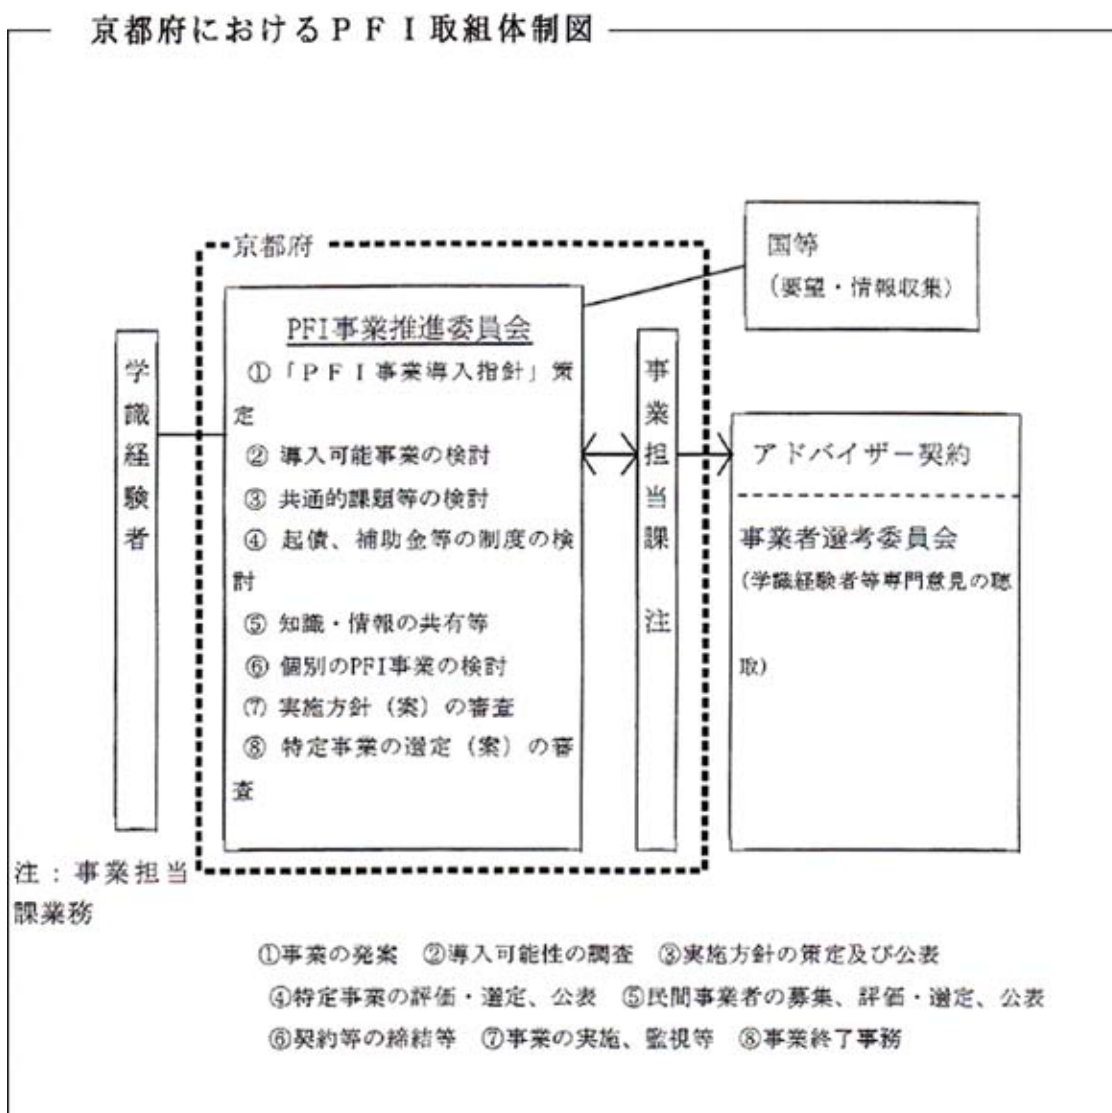 京都府におけるＰＦＩ取組体制図
国等
(要望・情報収集)
京都府
PFI事業推進委員会
①「ＰＦＩ事業導入指針」策
定
② 導入可能事業の検討
③ 共通的課題等の検討
④ 起債、補助金等の制度の検
討
⑤ 知識・情報の共有等
⑥ 個別のPFI事業の検討
⑦ 実施方針（案）の審査
⑧ 特定事業の選定（案）の審
査
学識経験者
事業担当課 注
アドバイザー契約
事業者選考委員会
(学識経験者等専門意見の聴
取)
注：事業担当
課業務
①事業の発案 ②導入可能性の調査 ③実施方針の策定及び公表
④特定事業の評価・選定、公表 ⑤民間事業者の募集、評価・選定、公表
⑥契約等の締結等 ⑦事業の実施、監視等 ⑧事業終了事務